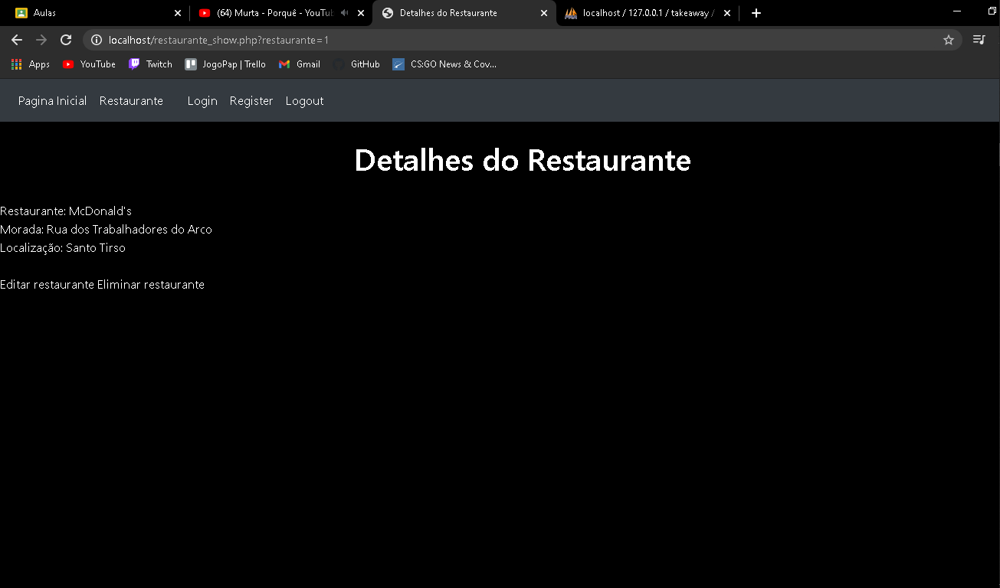 Aulas
(64) Murta - Porquê - YouTu
Detalhes do Restaurante
localhost / 127.0.0.1 / takeaway /
localhost/restaurante_show.php?restaurante=1
Apps YouTube Twitch JogoPap | Trello Gmail GitHub CS:GO News & Cov...
Pagina Inicial Restaurante Login Register Logout
Detalhes do Restaurante
Restaurante: McDonald's
Morada: Rua dos Trabalhadores do Arco
Localização: Santo Tirso
Editar restaurante Eliminar restaurante